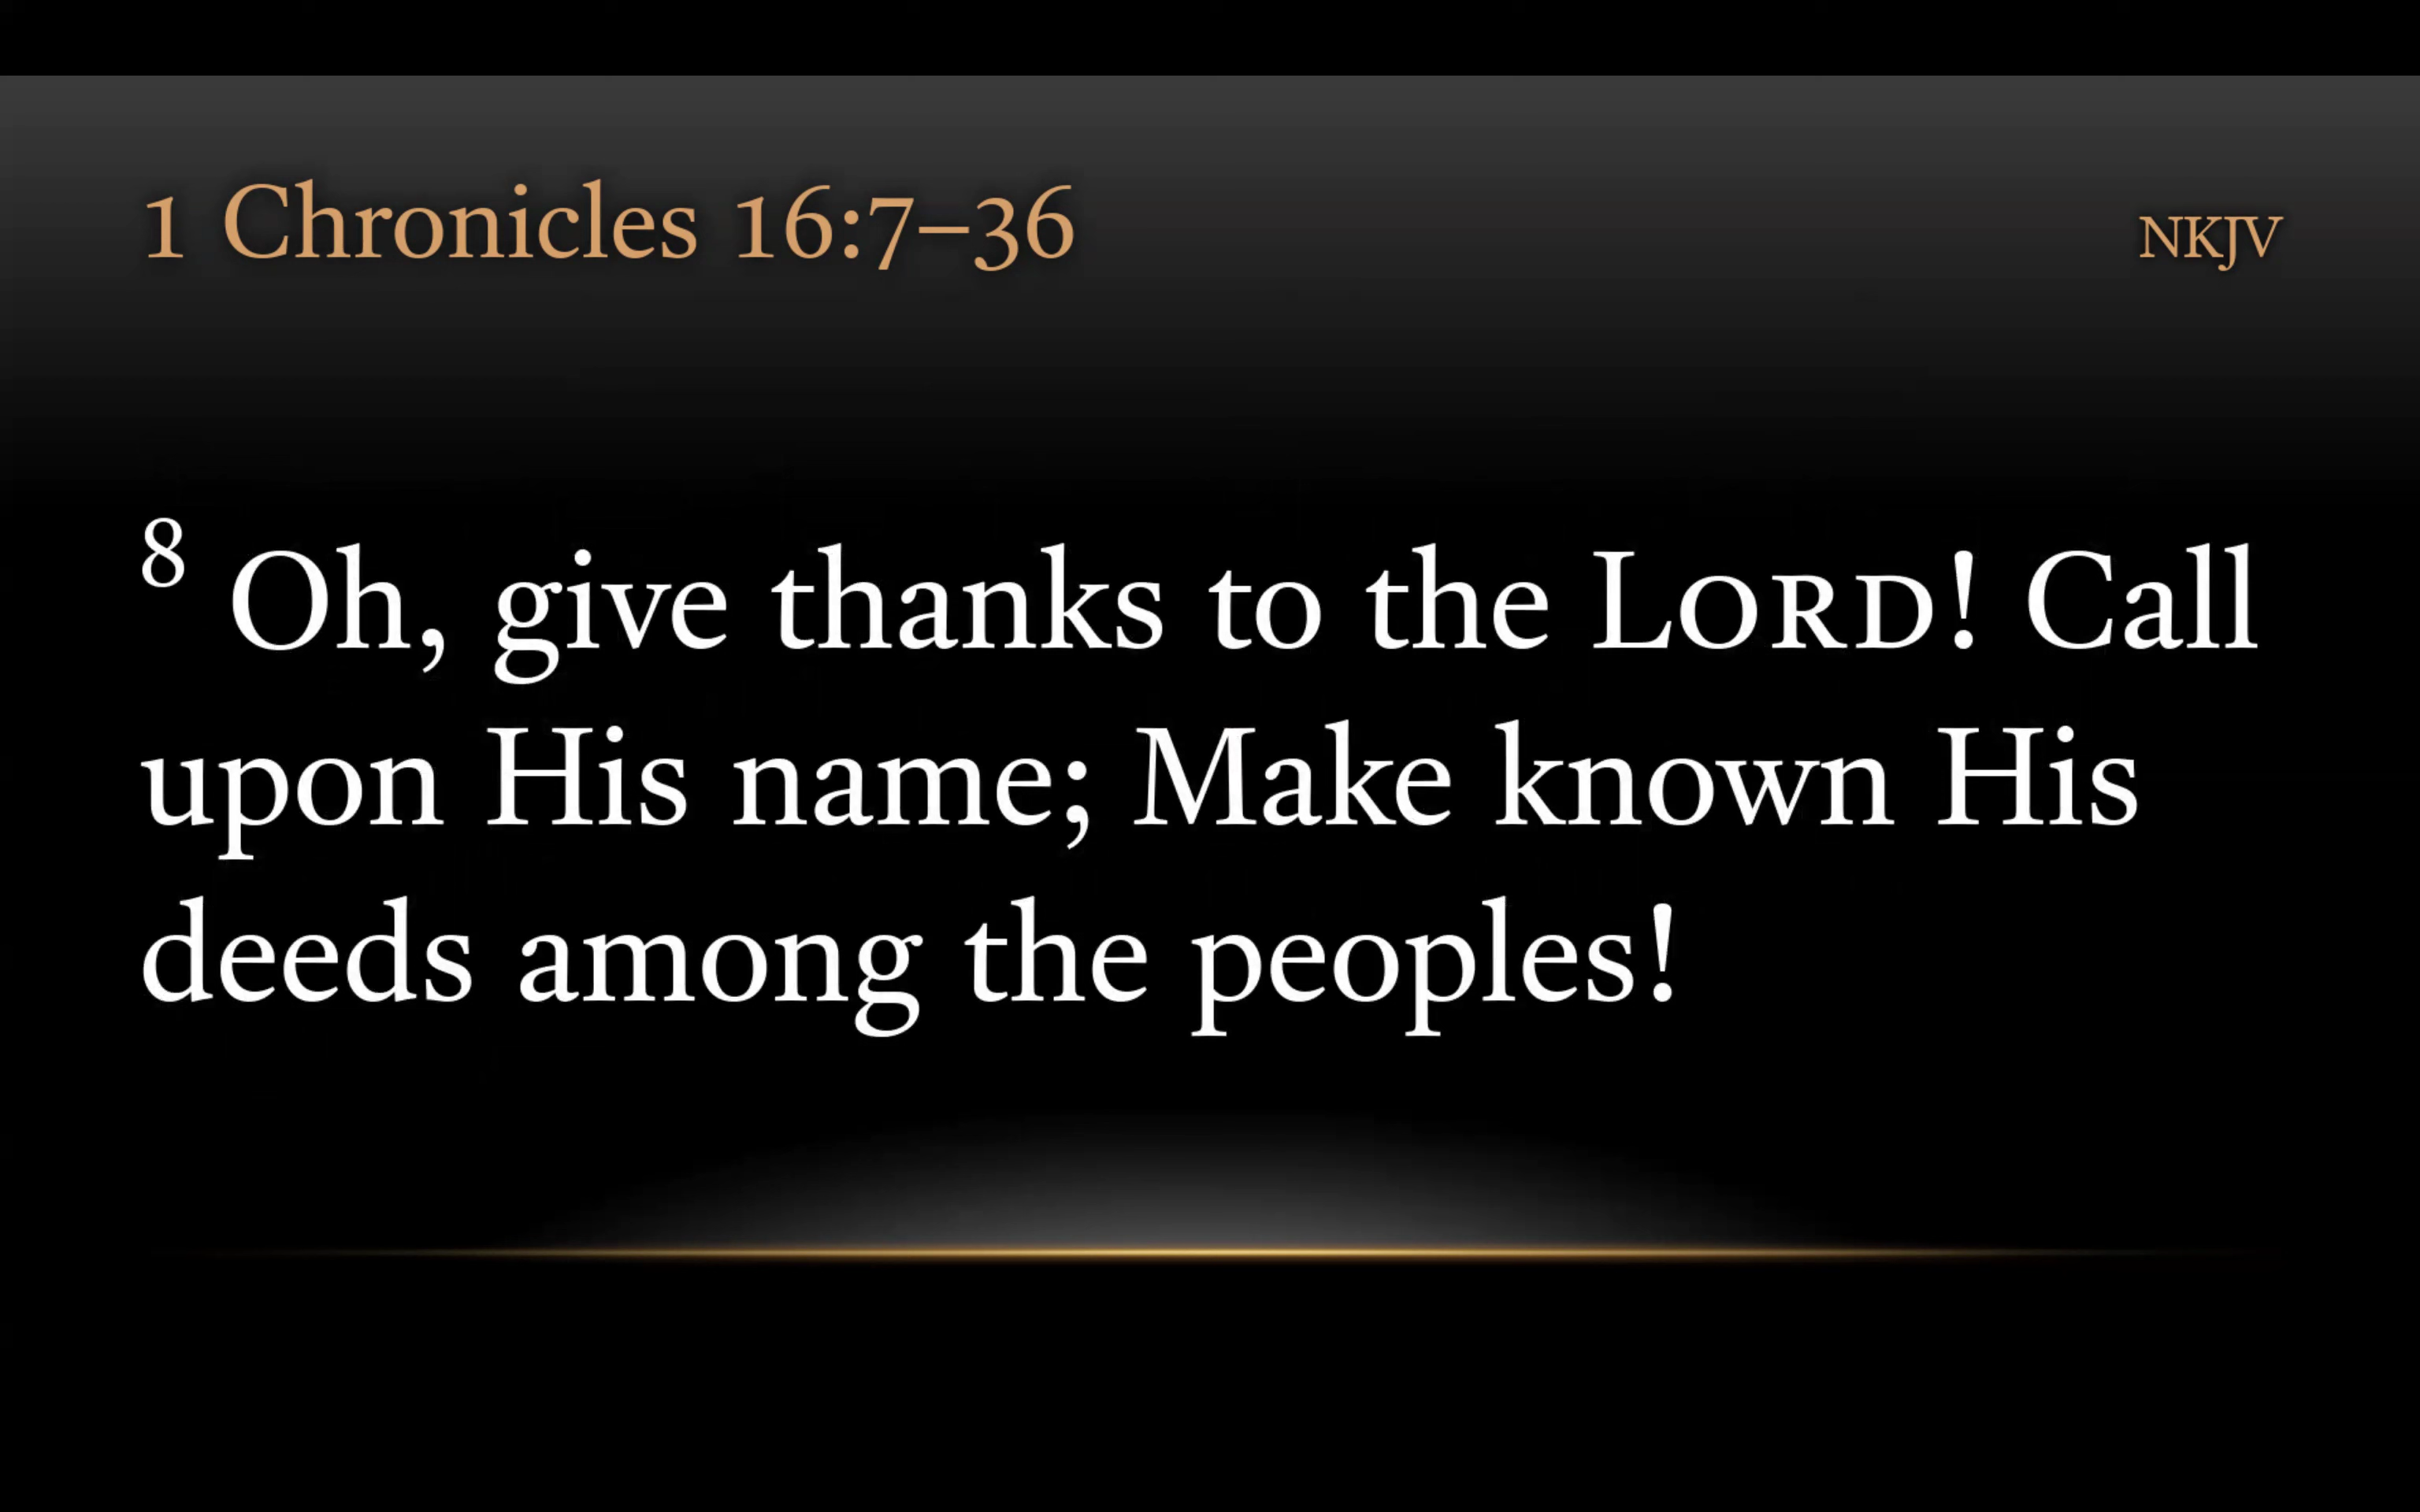 1 Chronicles 16:7–36
NKJV
8 Oh, give thanks to the LORD! Call
upon His name; Make known His
deeds among the peoples!